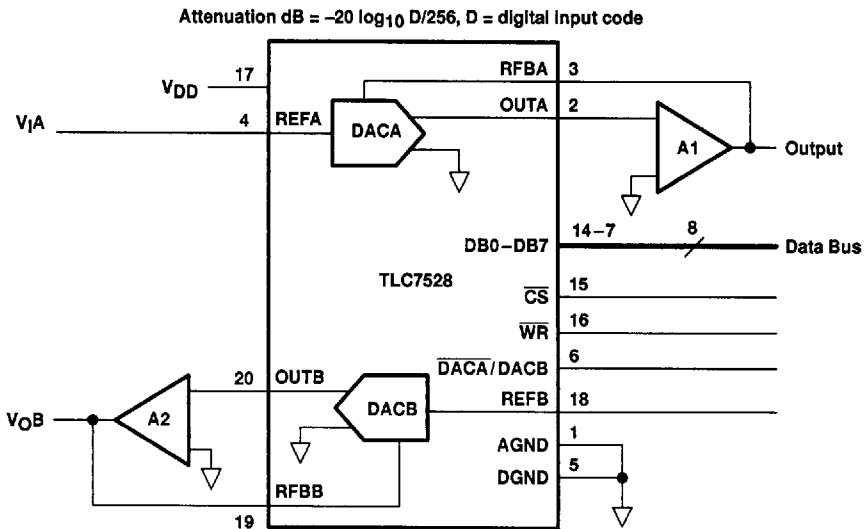 Attenuation dB = –20 log10 D/256, D = digital input code
17
VDD
RFBA
3
OUTA
2
VIA
4
REFA
DACA
A1
Output
DB0–DB7
14–7
8
Data Bus
TLC7528
CS
15
WR
16
DACA/DACB
6
REFB
18
20
OUTB
DACB
A2
VOB
AGND
1
DGND
5
RFBB
19